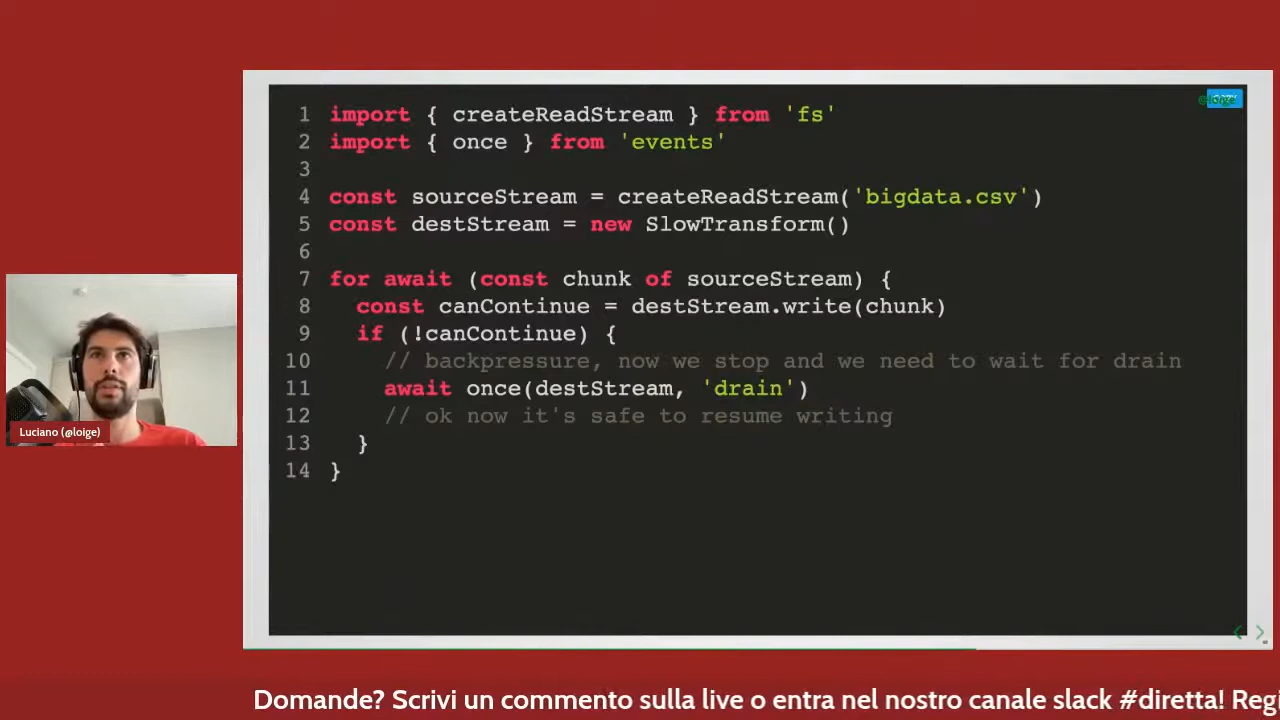 1 import { createReadStream } from 'fs'
2 import { once } from 'events'
3
4 const sourceStream = createReadStream('bigdata.csv')
5 const destStream = new SlowTransform()
6
7 for await (const chunk of sourceStream) {
8 const canContinue = destStream.write(chunk)
9 if (!canContinue) {
10 // backpressure, now we stop and we need to wait for drain
11 await once(destStream, 'drain')
12 // ok now it's safe to resume writing
13 }
14 }
@loige
Luciano (@loige)
Domande? Scrivi un commento sulla live o entra nel nostro canale slack #diretta! Regi